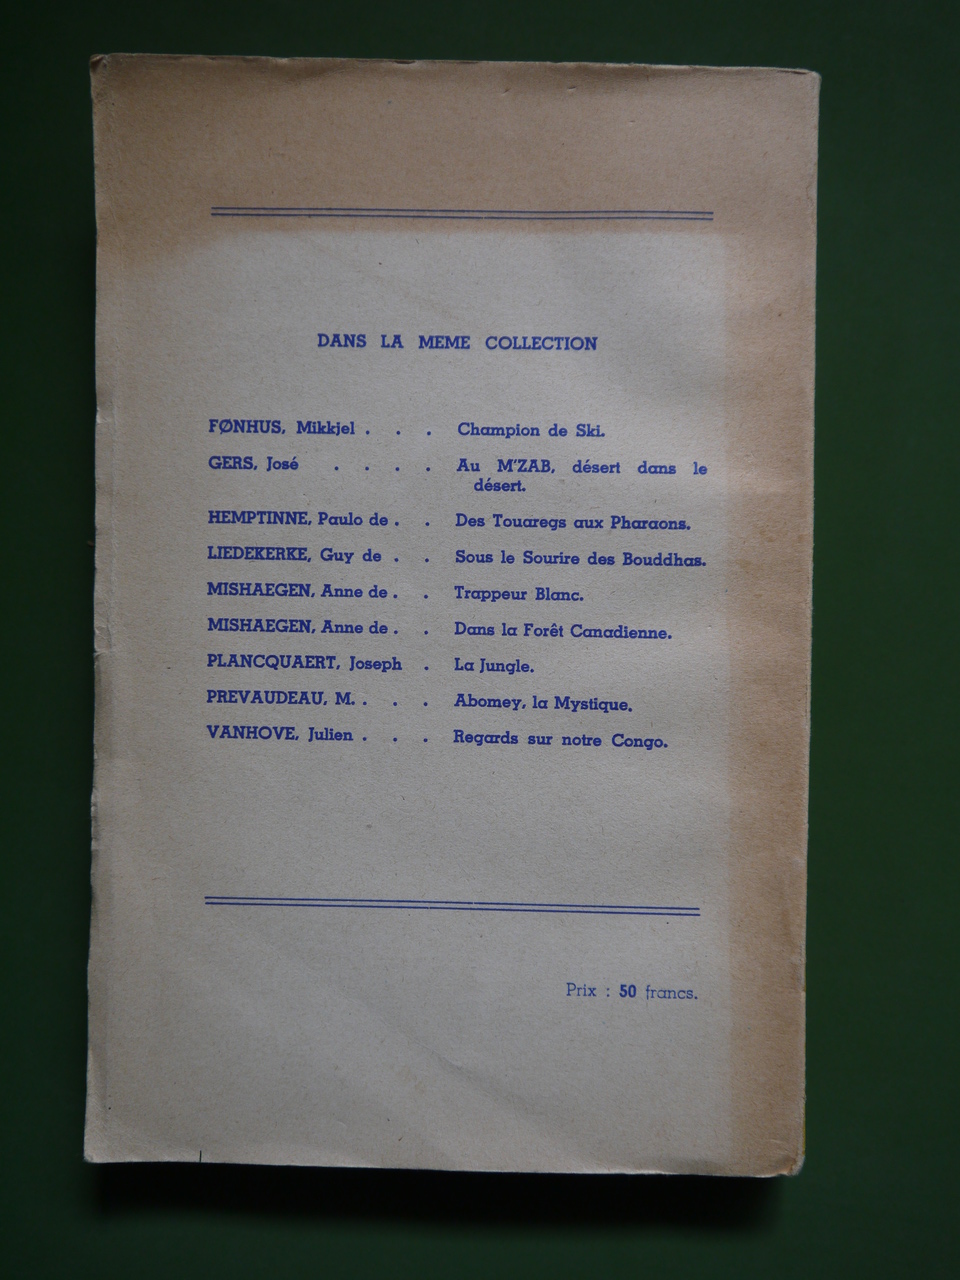 DANS LA MEME COLLECTION
FØNHUS, Mikkjel . . . Champion de Ski.
GERS, José . . . . Au M'ZAB, désert dans le
désert.
HEMPTINNE, Paulo de . . Des Touaregs aux Pharaons.
LIEDEKERKE, Guy de . . Sous le Sourire des Bouddhas.
MISHAEGEN, Anne de . . Trappeur Blanc.
MISHAEGEN, Anne de . . Dans la Forêt Canadienne.
PLANCQUAERT, Joseph . La Jungle.
PREVAUDEAU, M. . . . Abomey, la Mystique.
VANHOVE, Julien . . . Regards sur notre Congo.
Prix : 50 francs.